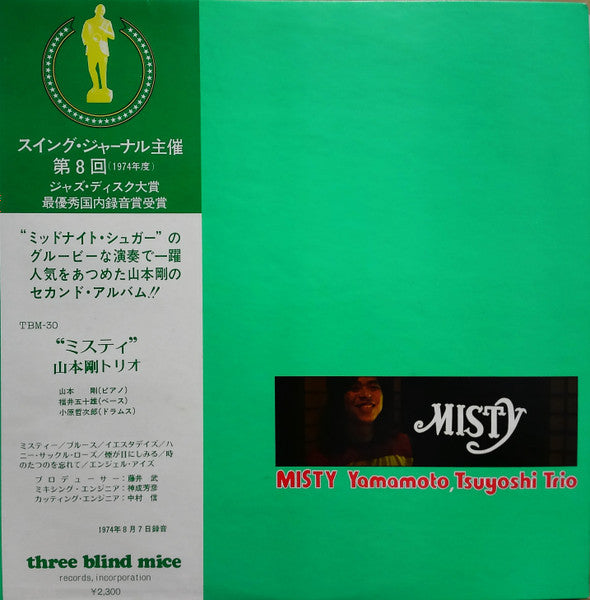 スイング・ジャーナル主催
第8回(1974年度)
ジャズ・ディスク大賞
最優秀国内録音賞受賞
“ミッドナイト・シュガー”の
グルービーな演奏で一躍
人気をあつめた山本剛の
セカンド・アルバム!!
TBM-30
“ミスティ”
山本剛トリオ
山本 剛(ピアノ)
福井五十雄(ベース)
小原哲次郎(ドラムス)
ミスティー/ブルース/イエスタデイズ/ハ
ニー・サックル・ローズ/煙が目にしみる/時
のたつのを忘れて/エンジェル・アイズ
プロデューサー:藤井 武
ミキシング・エンジニア:神成芳彦
カッティング・エンジニア:中村 信
1974年8月7日録音
three blind mice
records, incorporation
¥2,300
MISTY
MISTY Yamamoto, Tsuyoshi Trio